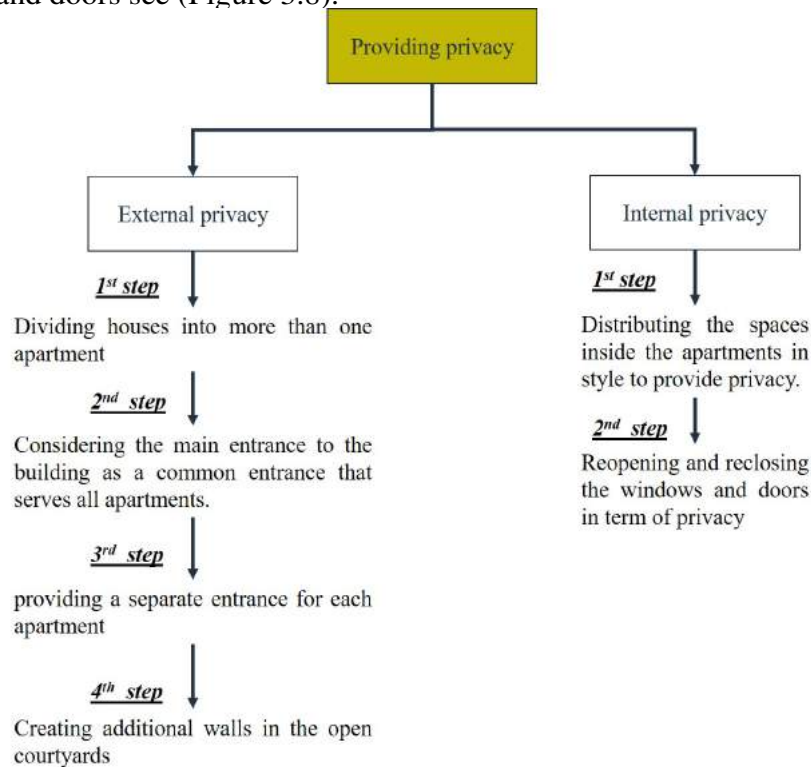 and doors see (Figure 3.8).
Providing privacy
External privacy
1st step
Dividing houses into more than one
apartment
2nd step
Considering the main entrance to the
building as a common entrance that
serves all apartments.
3rd step
providing a separate entrance for each
apartment
4th step
Creating additional walls in the open
courtyards
Internal privacy
1st step
Distributing the spaces
inside the apartments in
style to provide privacy.
2nd step
Reopening and reclosing
the windows and doors
in term of privacy